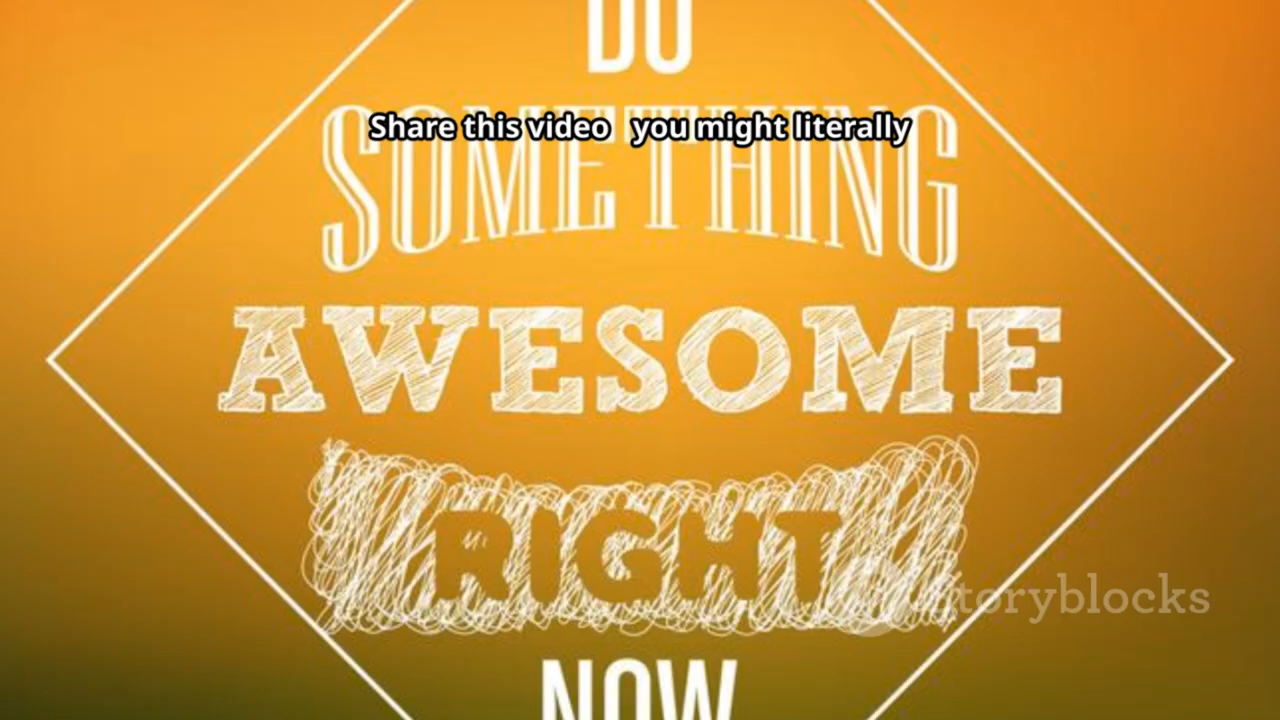 DO
Share this video you might literally
SOMETHING
AWESOME
RIGHT
storyblocks
NOW